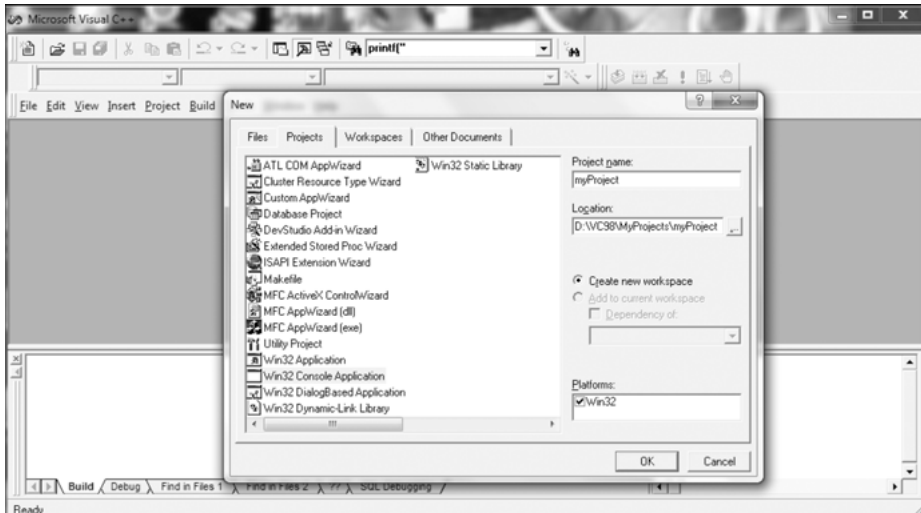 Microsoft Visual C++
printf("
File Edit View Insert Project Build
New
Files Projects Workspaces Other Documents
ATL COM AppWizard
Cluster Resource Type Wizard
Custom AppWizard
Database Project
DevStudio Add-in Wizard
Extended Stored Proc Wizard
ISAPI Extension Wizard
Makefile
MFC ActiveX ControlWizard
MFC AppWizard (dll)
MFC AppWizard (exe)
Utility Project
Win32 Application
Win32 Console Application
Win32 DialogBased Application
Win32 Dynamic-Link Library
Win32 Static Library
Project name:
myProject
Location:
D:\VC98\MyProjects\myProject
...
Create new workspace
Add to current workspace
Dependency of:
Platforms:
Win32
OK Cancel
Build Debug Find in Files 1 Find in Files 2 ?? SQL Debugging
Ready